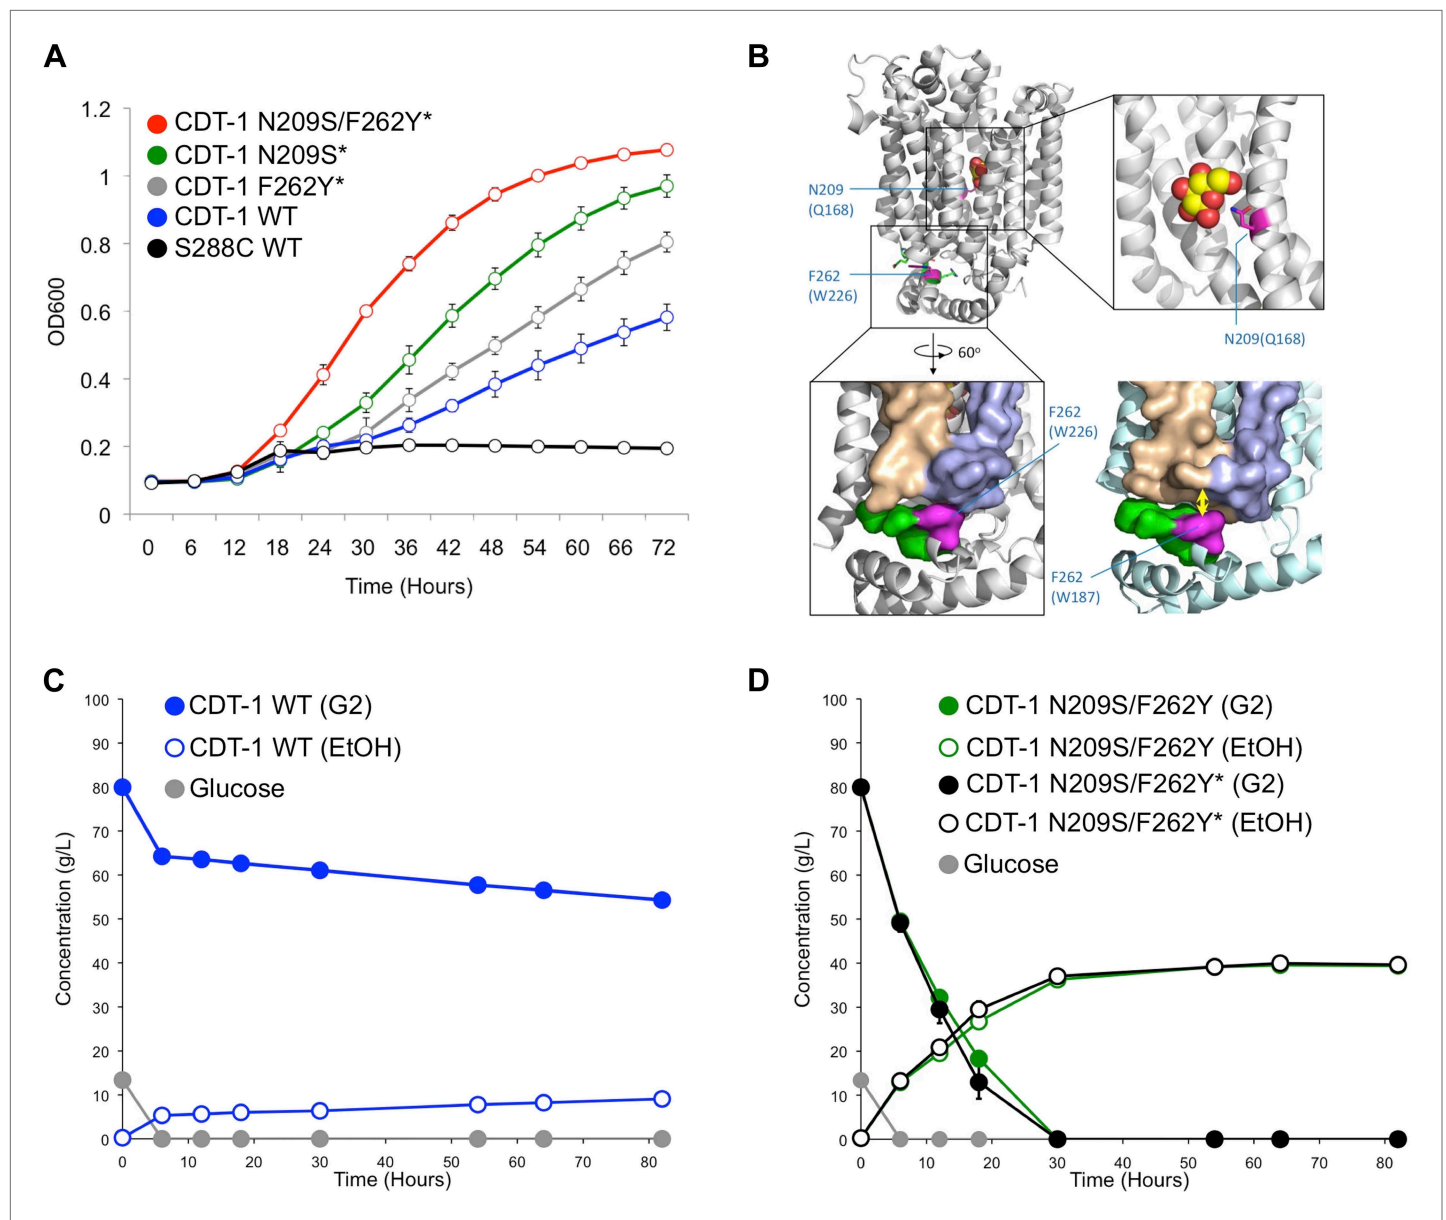 A
1.2
1
0.8
0.6
0.4
0.2
0
OD600
CDT-1 N209S/F262Y*
CDT-1 N209S*
CDT-1 F262Y*
CDT-1 WT
S288C WT
0 6 12 18 24 30 36 42 48 54 60 66 72
Time (Hours)
B
N209
(Q168)
F262
(W226)
N209(Q168)
60°
F262
(W226)
F262
(W187)
C
100
90
80
70
60
50
40
30
20
10
0
Concentration (g/L)
CDT-1 WT (G2)
CDT-1 WT (EtOH)
Glucose
0 10 20 30 40 50 60 70 80
Time (Hours)
D
100
90
80
70
60
50
40
30
20
10
0
Concentration (g/L)
CDT-1 N209S/F262Y (G2)
CDT-1 N209S/F262Y (EtOH)
CDT-1 N209S/F262Y* (G2)
CDT-1 N209S/F262Y* (EtOH)
Glucose
0 10 20 30 40 50 60 70 80
Time (Hours)